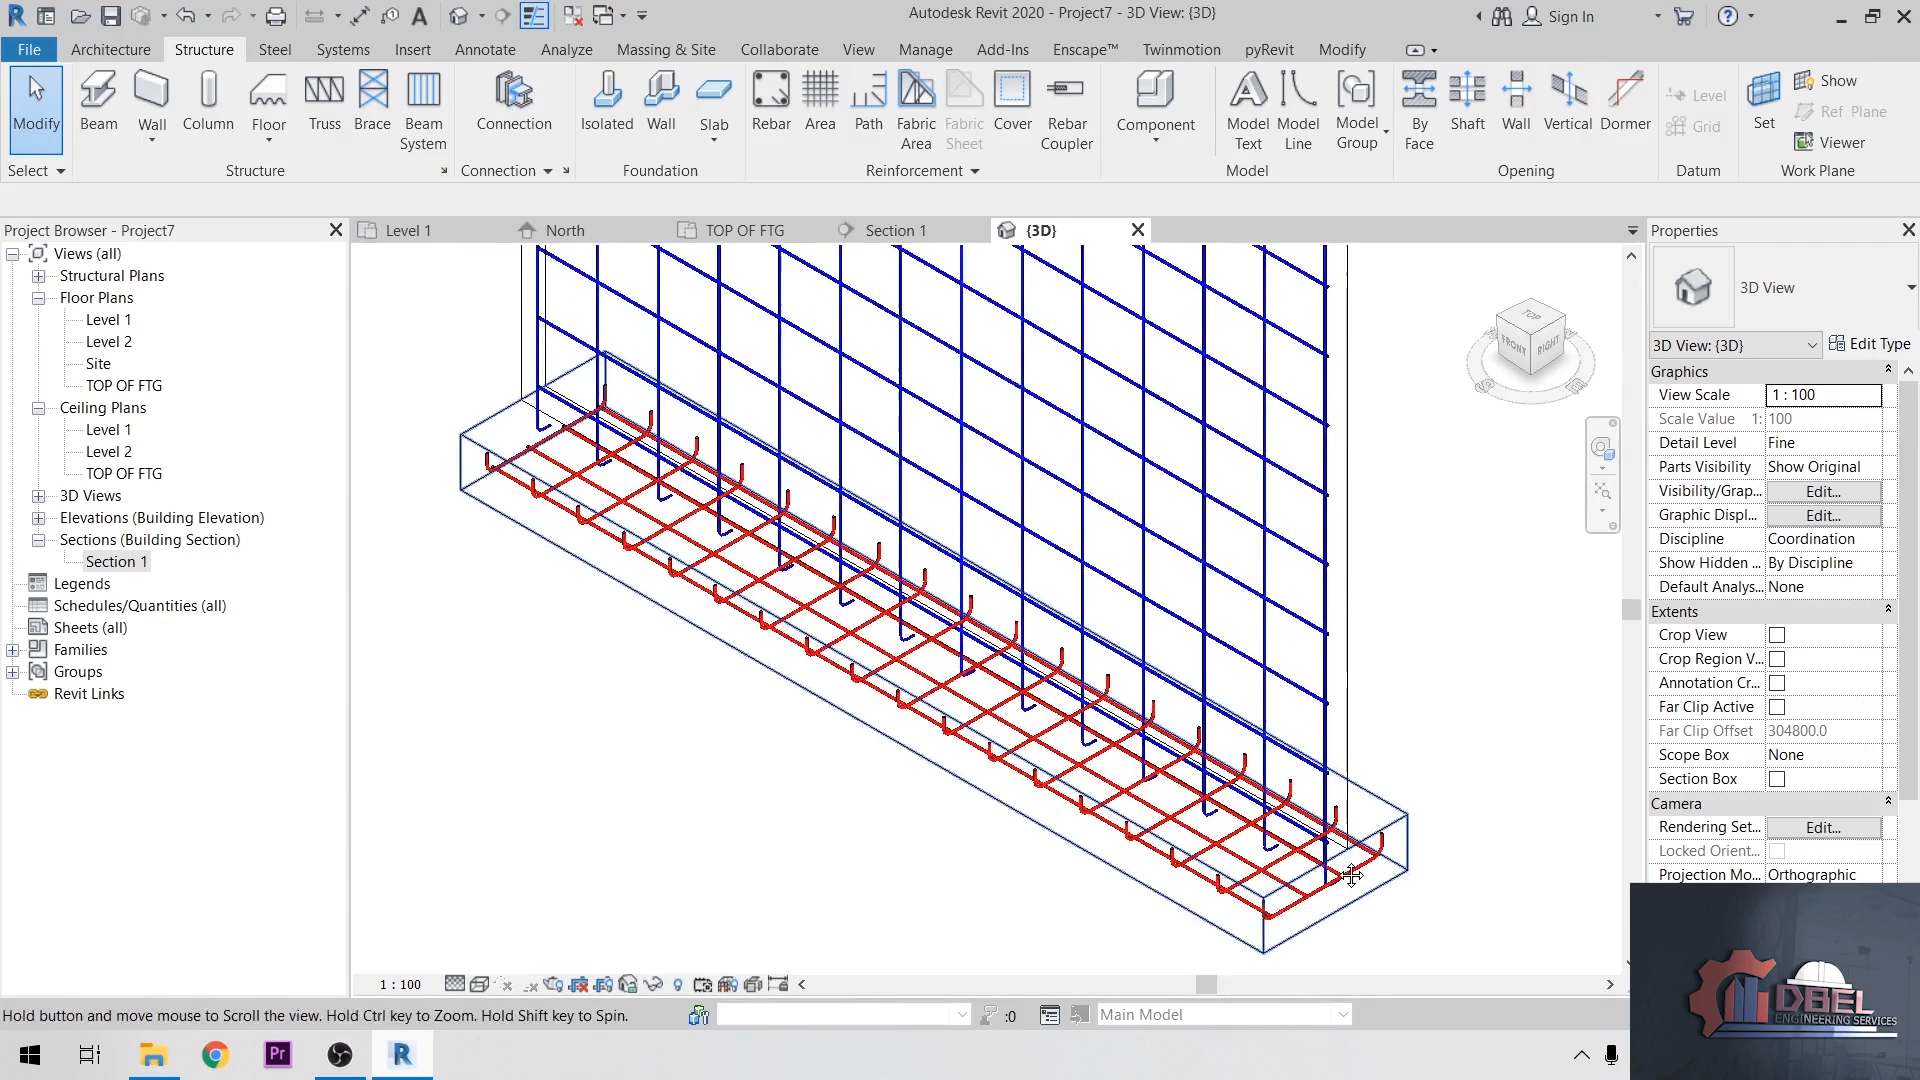 Autodesk Revit 2020 - Project7 - 3D View: {3D}
Sign In
File Architecture Structure Steel Systems Insert Annotate Analyze Massing & Site Collaborate View Manage Add-Ins Enscape™ Twinmotion pyRevit Modify
Modify Beam Wall Column Floor Truss Brace Beam System Connection Isolated Wall Slab Rebar Area Path Fabric Area Fabric Sheet Cover Rebar Coupler Component Model Text Model Line Model Group By Face Shaft Wall Vertical Dormer Level Grid Set Show Ref Plane Viewer
Select Structure Connection Foundation Reinforcement Model Opening Datum Work Plane
Project Browser - Project7
Views (all)
Structural Plans
Floor Plans
Level 1
Level 2
Site
TOP OF FTG
Ceiling Plans
Level 1
Level 2
TOP OF FTG
3D Views
Elevations (Building Elevation)
Sections (Building Section)
Section 1
Legends
Schedules/Quantities (all)
Sheets (all)
Families
Groups
Revit Links
Level 1 North TOP OF FTG Section 1 {3D}
TOP
FRONT RIGHT
Properties
3D View
3D View: {3D} Edit Type
Graphics
View Scale 1 : 100
Scale Value 1: 100
Detail Level Fine
Parts Visibility Show Original
Visibility/Grap... Edit...
Graphic Displ... Edit...
Discipline Coordination
Show Hidden ... By Discipline
Default Analys... None
Extents
Crop View
Crop Region V...
Annotation Cr...
Far Clip Active
Far Clip Offset 304800.0
Scope Box None
Section Box
Camera
Rendering Set... Edit...
Locked Orient...
Projection Mo... Orthographic
1 : 100
Hold button and move mouse to Scroll the view. Hold Ctrl key to Zoom. Hold Shift key to Spin.
:0
Main Model
DBEL
ENGINEERING SERVICES